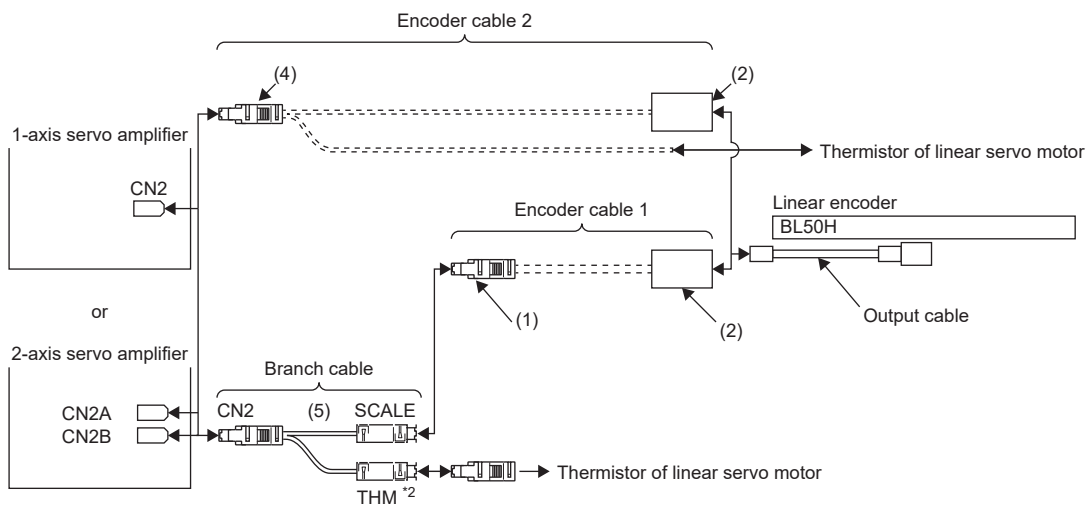 Encoder cable 2
(4)
(2)
1-axis servo amplifier
Thermistor of linear servo motor
CN2
Encoder cable 1
Linear encoder
BL50H
(1)
(2)
Output cable
or
2-axis servo amplifier
Branch cable
CN2
(5)
SCALE
CN2A
CN2B
Thermistor of linear servo motor
THM *2